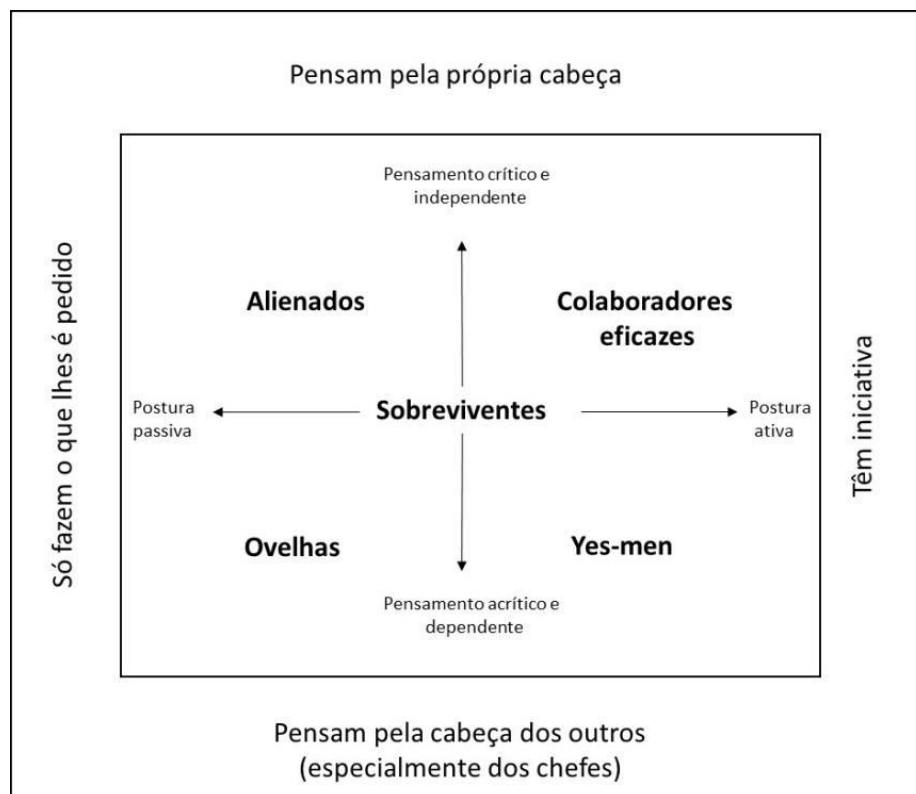 Pensam pela própria cabeça
Pensamento crítico e
independente
Só fazem o que lhes é pedido
Alienados
Colaboradores
eficazes
Postura
passiva
Sobreviventes
Postura
ativa
Têm iniciativa
Ovelhas
Yes-men
Pensamento acrítico e
dependente
Pensam pela cabeça dos outros
(especialmente dos chefes)